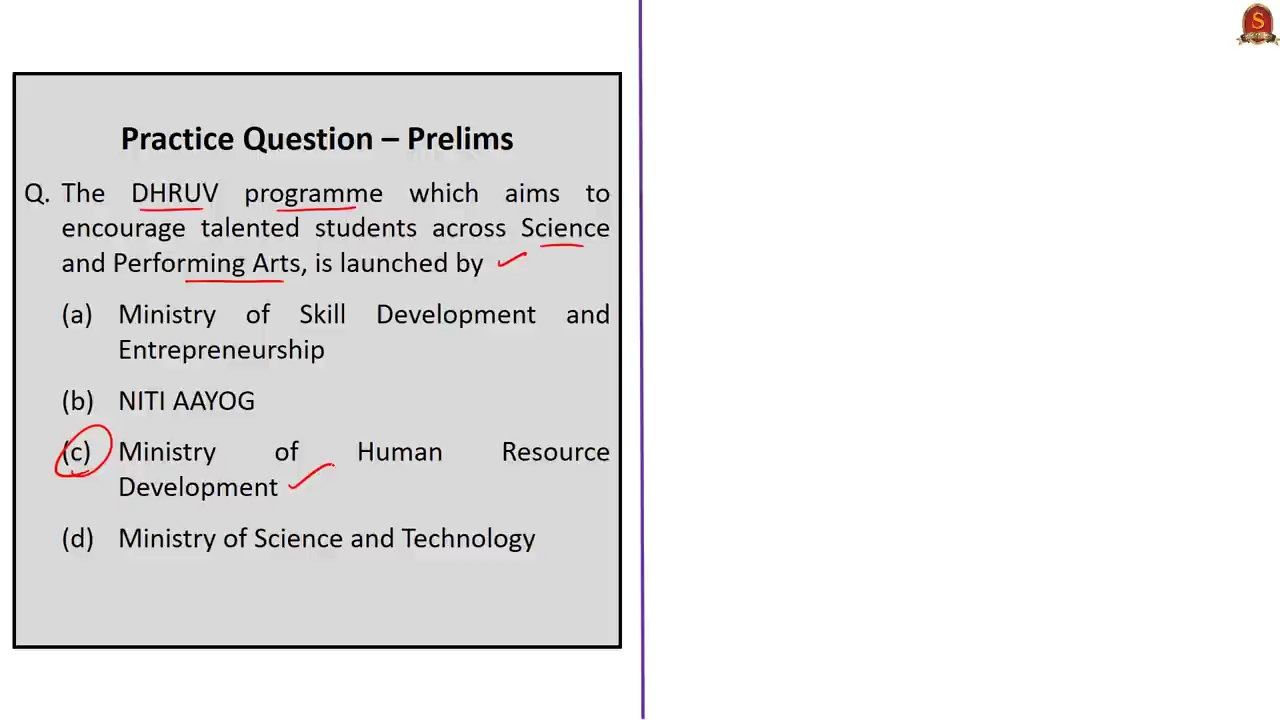 S
Practice Question – Prelims
Q. The DHRUV programme which aims to
encourage talented students across Science
and Performing Arts, is launched by
(a) Ministry of Skill Development and
Entrepreneurship
(b) NITI AAYOG
(c) Ministry of Human Resource
Development
(d) Ministry of Science and Technology